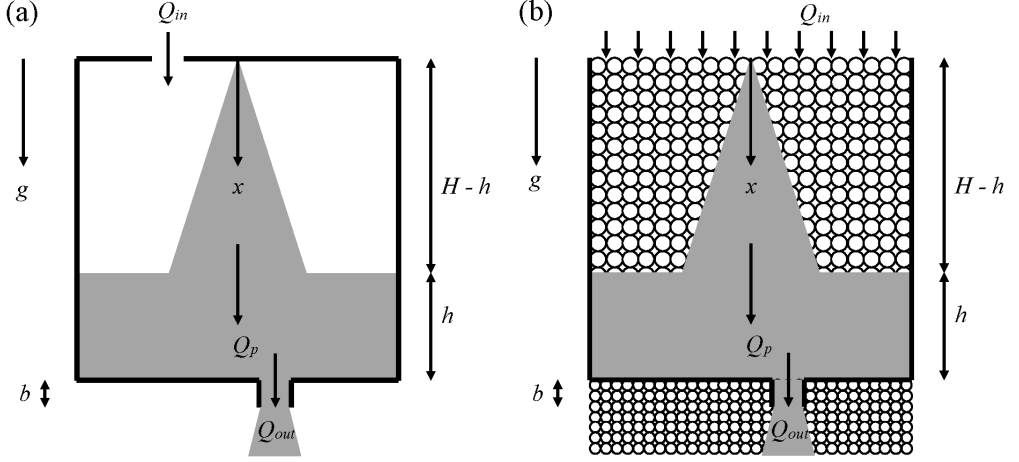 (a)
Q_in
g
x
H - h
h
Q_p
b
Q_out
(b)
Q_in
g
x
H - h
h
Q_p
b
Q_out